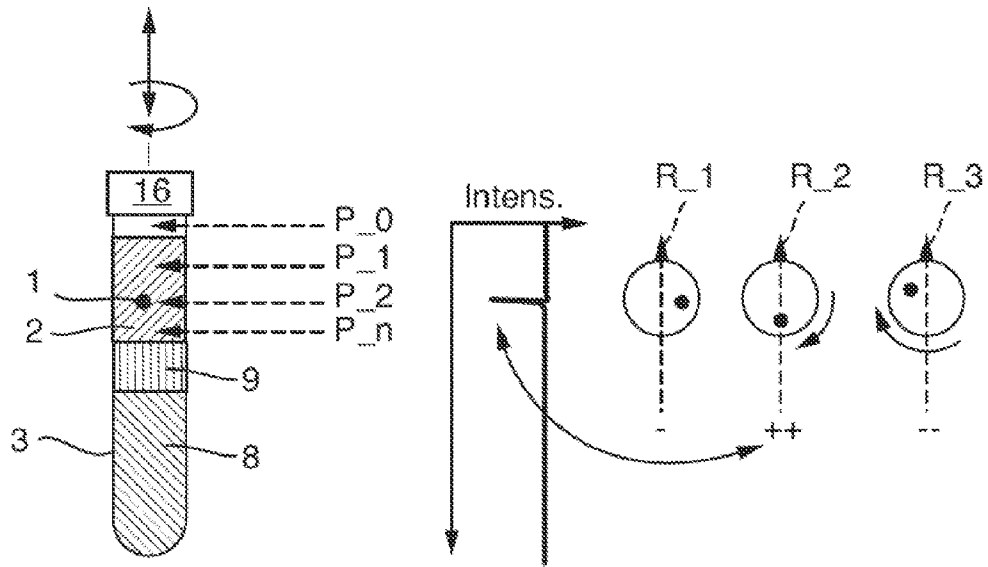 16
P_0
P_1
P_2
P_n
1
2
9
3
8
Intens.
R_1 R_2 R_3
- ++ --